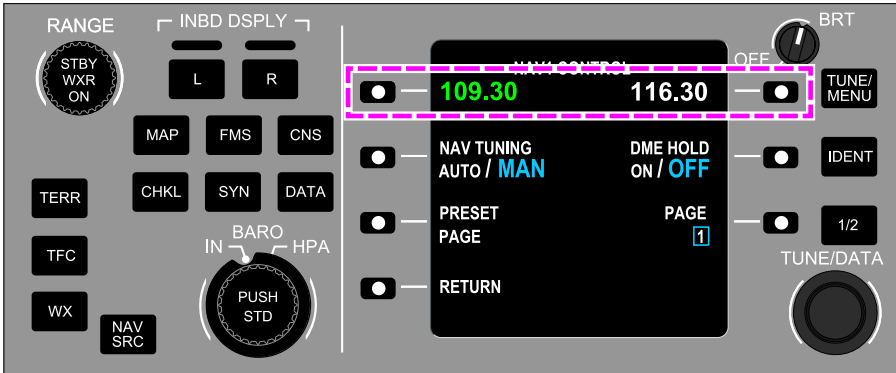 RANGE
STBY
WXR
ON
INBD DSPLY
L
R
MAP
FMS
CNS
CHKL
SYN
DATA
TERR
TFC
WX
NAV
SRC
BARO
IN
HPA
PUSH
STD
NAV1 CONTROL
109.30 116.30
NAV TUNING DME HOLD
AUTO / MAN ON / OFF
PRESET PAGE
PAGE 1
RETURN
BRT
OFF
TUNE/
MENU
IDENT
1/2
TUNE/DATA